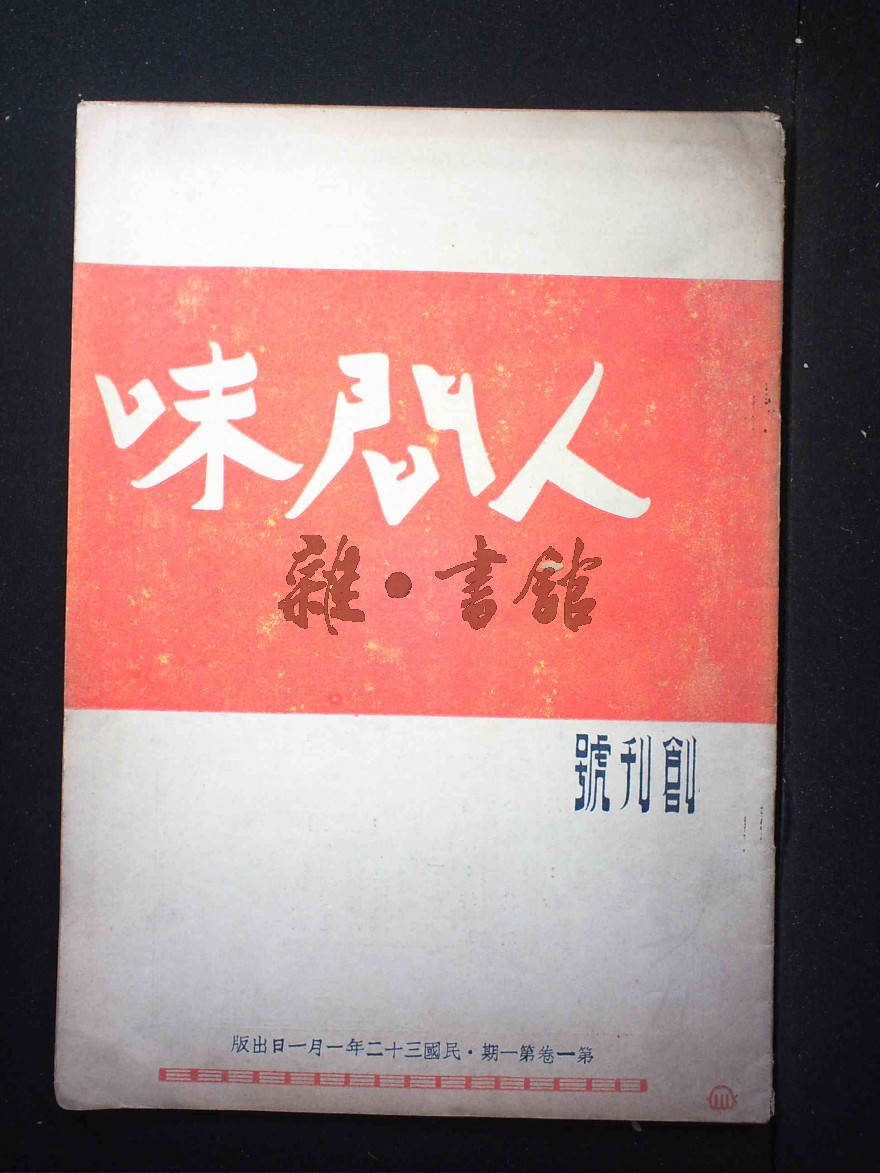 人間味
雜·書館
創刊號
第一卷第一期·民國三十二年一月一日出版